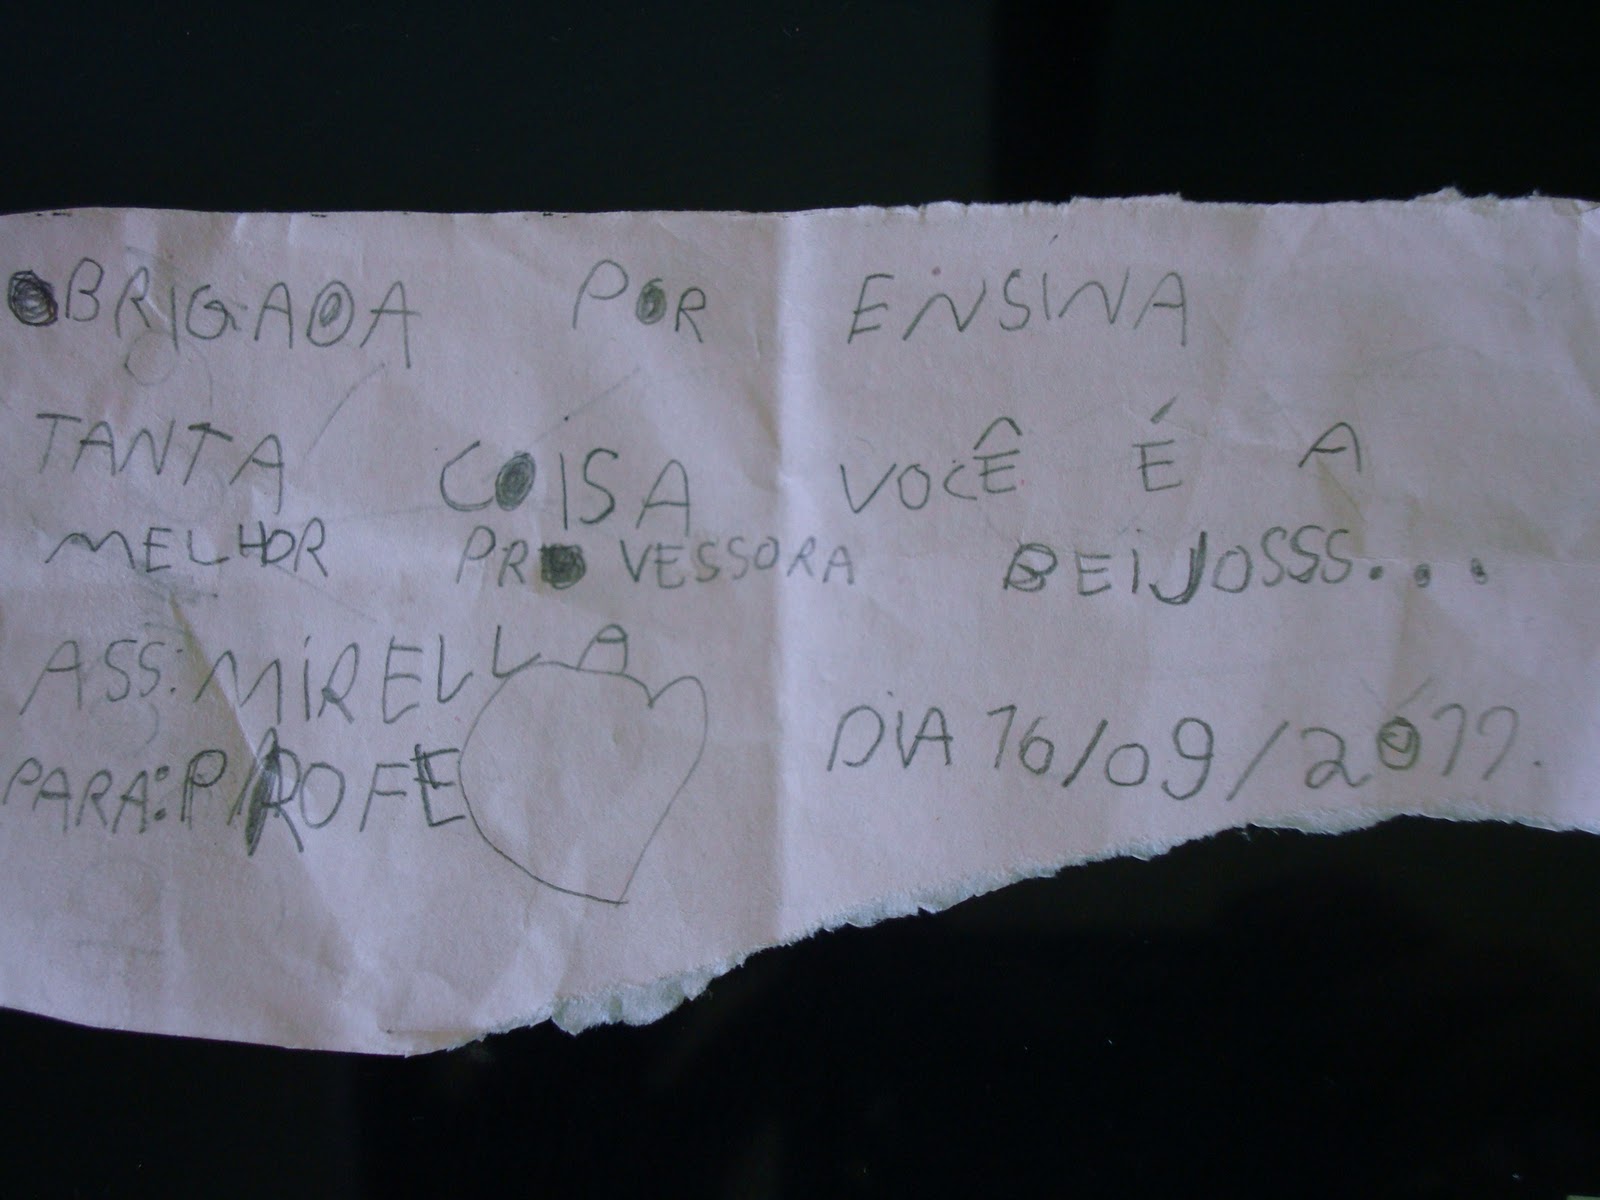 OBRIGADA POR ENSINA
TANTA COISA VOCÊ É A
MELHOR PROVESSORA BEIJOSSS...
ASS: MIRELLA
PARA: PROFE DIA 16/09/2011.